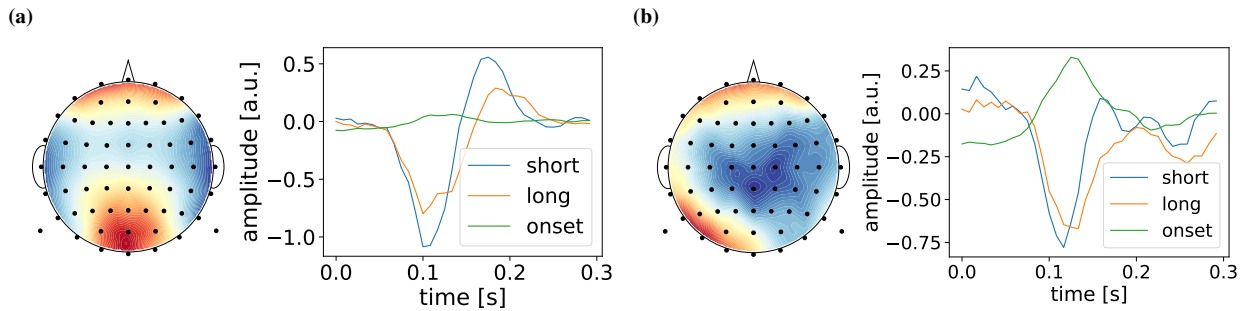 (a)
amplitude [a.u.]
0.5
0.0
−0.5
−1.0
short
long
onset
0.0
0.1
0.2
0.3
time [s]
(b)
amplitude [a.u.]
0.25
0.00
−0.25
−0.50
−0.75
short
long
onset
0.0
0.1
0.2
0.3
time [s]